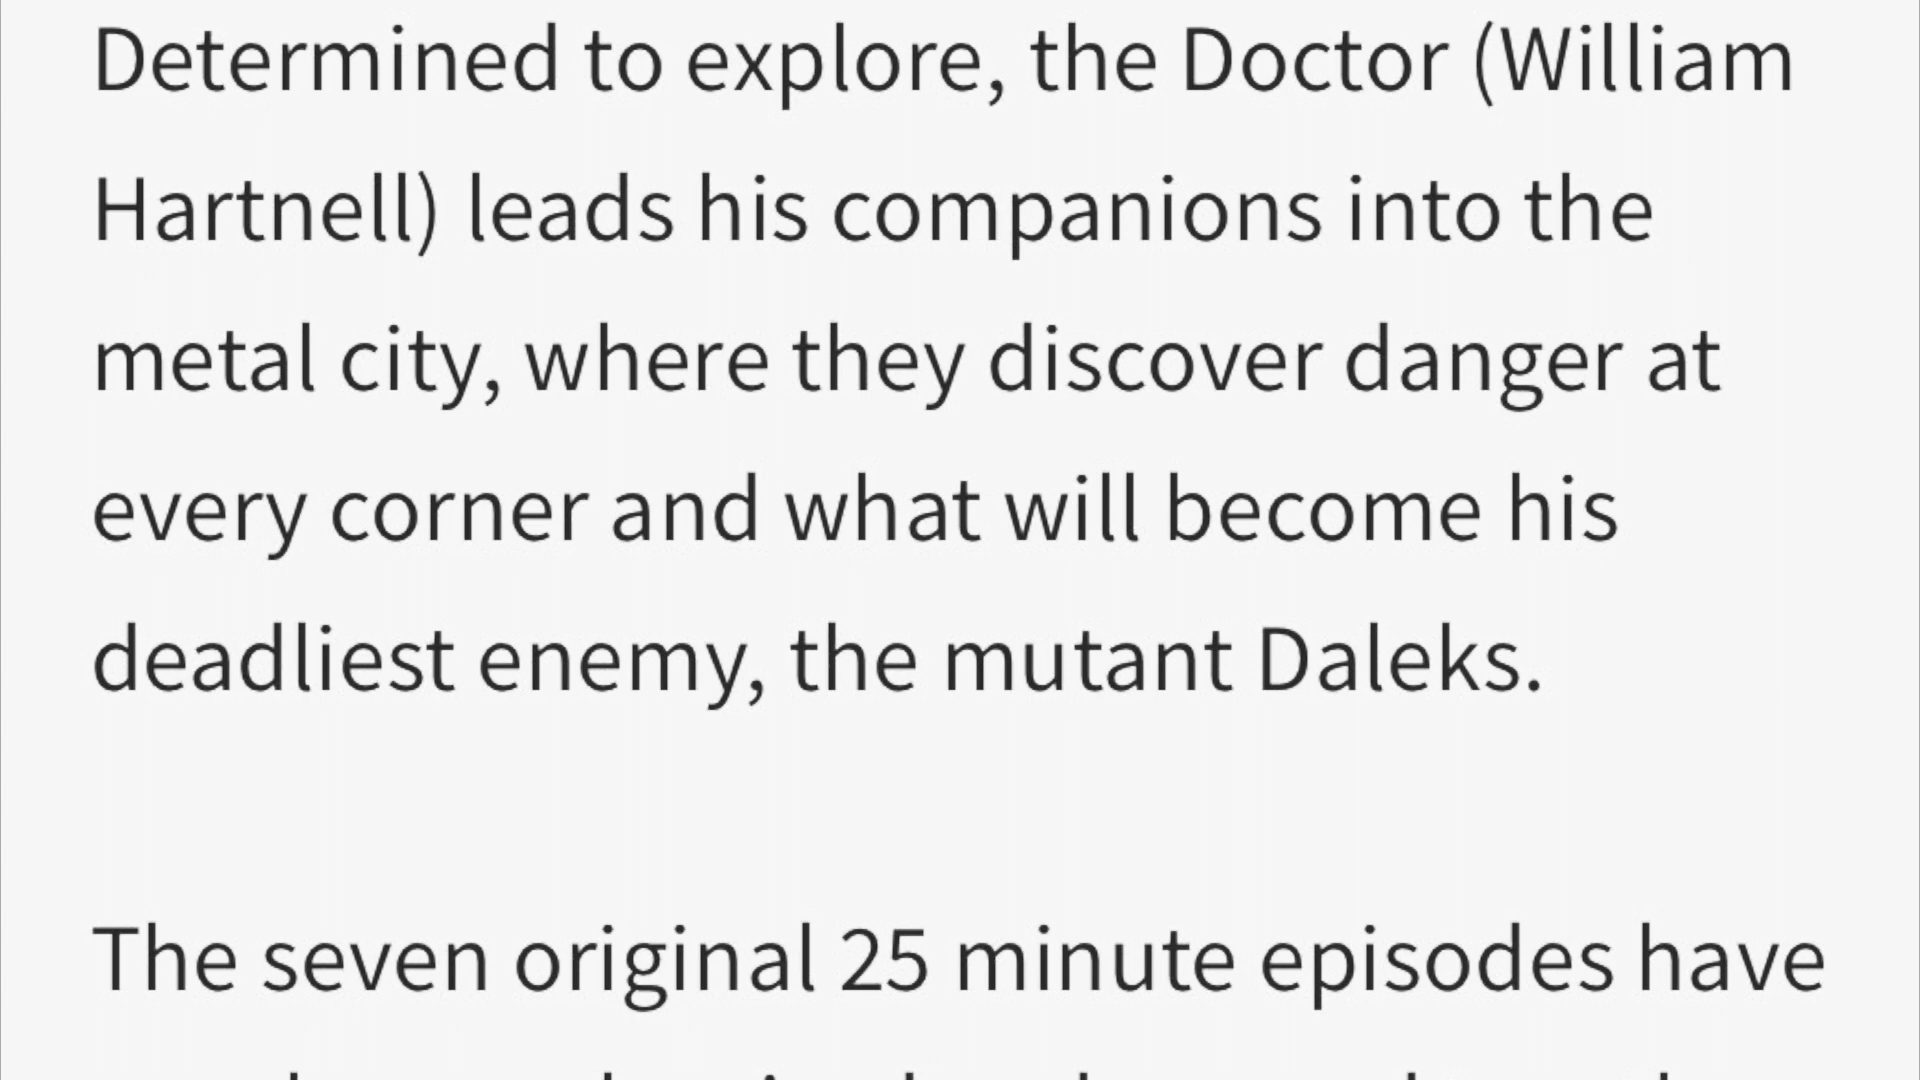 Determined to explore, the Doctor (William
Hartnell) leads his companions into the
metal city, where they discover danger at
every corner and what will become his
deadliest enemy, the mutant Daleks.
The seven original 25 minute episodes have